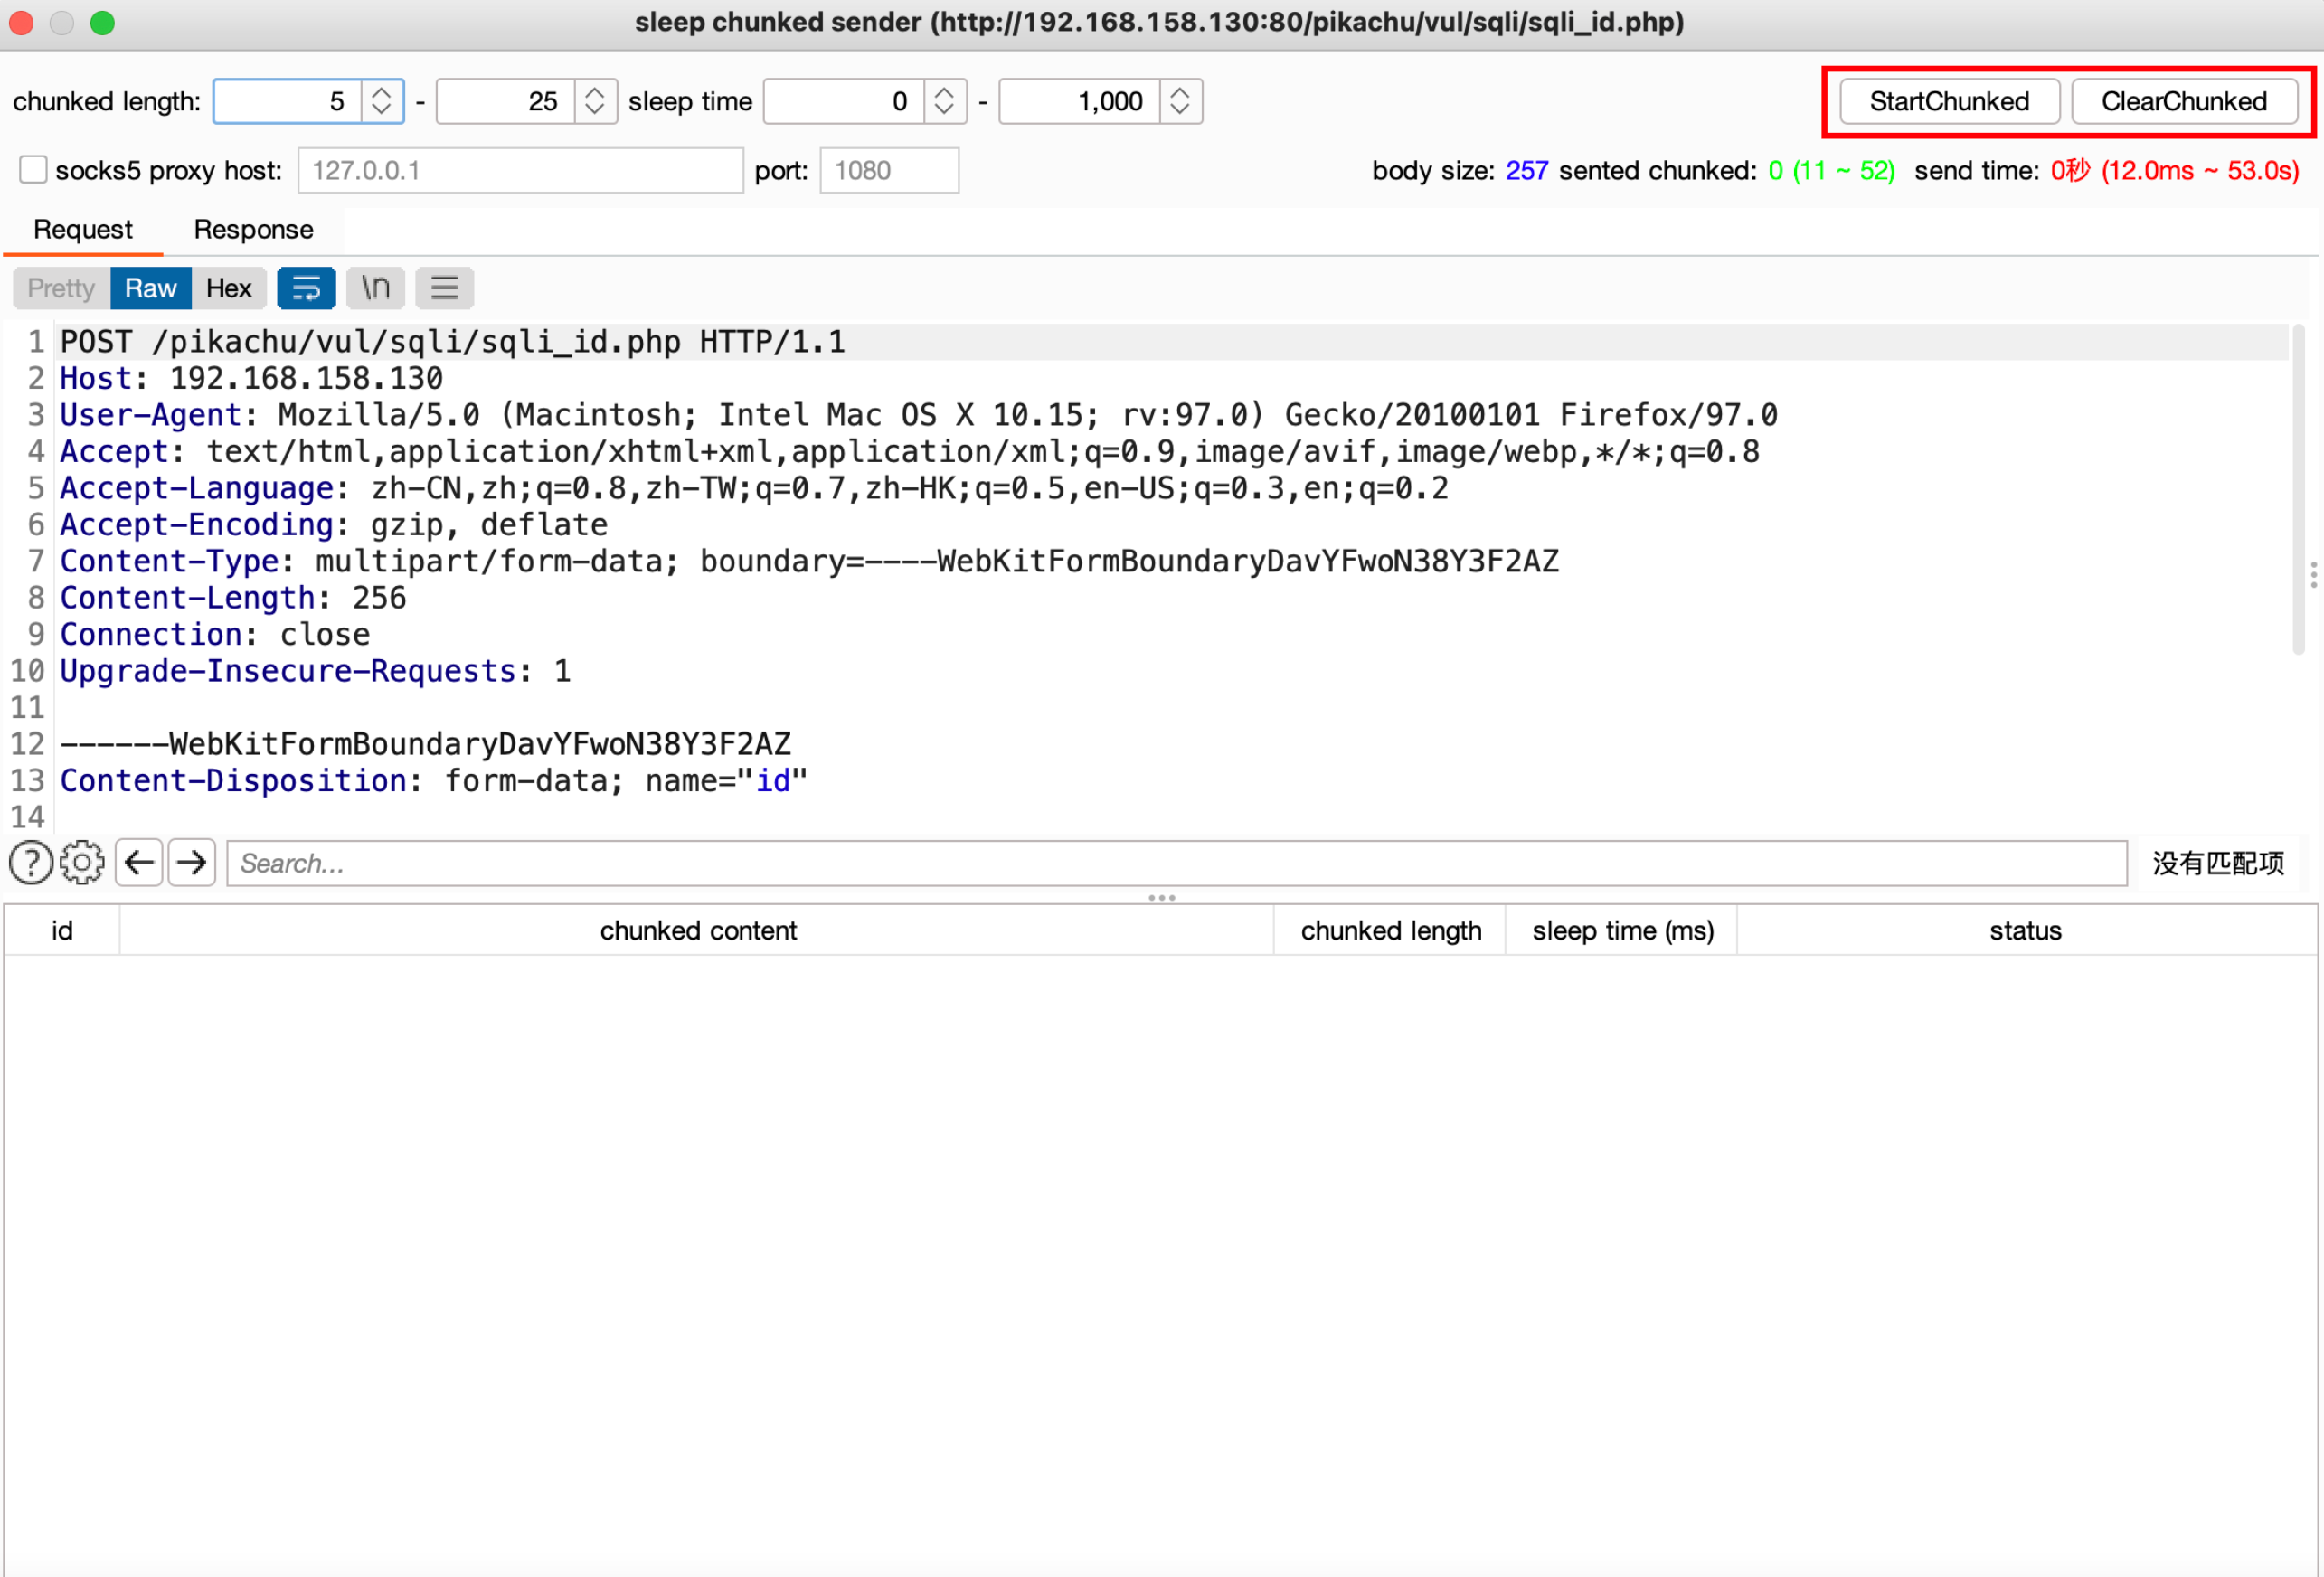 sleep chunked sender (http://192.168.158.130:80/pikachu/vul/sqli/sqli_id.php)
chunked length: 5 - 25 sleep time 0 - 1,000 StartChunked ClearChunked
socks5 proxy host: 127.0.0.1 port: 1080 body size: 257 sented chunked: 0 (11 ~ 52) send time: 0秒 (12.0ms ~ 53.0s)
Request Response
Pretty Raw Hex \n
1 POST /pikachu/vul/sqli/sqli_id.php HTTP/1.1
2 Host: 192.168.158.130
3 User-Agent: Mozilla/5.0 (Macintosh; Intel Mac OS X 10.15; rv:97.0) Gecko/20100101 Firefox/97.0
4 Accept: text/html,application/xhtml+xml,application/xml;q=0.9,image/avif,image/webp,*/*;q=0.8
5 Accept-Language: zh-CN,zh;q=0.8,zh-TW;q=0.7,zh-HK;q=0.5,en-US;q=0.3,en;q=0.2
6 Accept-Encoding: gzip, deflate
7 Content-Type: multipart/form-data; boundary=----WebKitFormBoundaryDavYFwoN38Y3F2AZ
8 Content-Length: 256
9 Connection: close
10 Upgrade-Insecure-Requests: 1
11
12 ------WebKitFormBoundaryDavYFwoN38Y3F2AZ
13 Content-Disposition: form-data; name="id"
14
? Search... 没有匹配项
id chunked content chunked length sleep time (ms) status